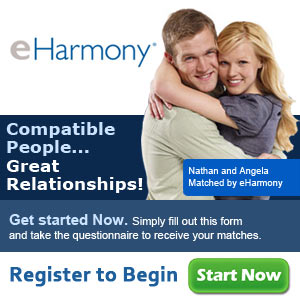 eHarmony®
Compatible
People...
Great
Relationships!
Nathan and Angela
Matched by eHarmony
Get started Now. Simply fill out this form
and take the questionnaire to receive your matches.
Register to Begin
Start Now